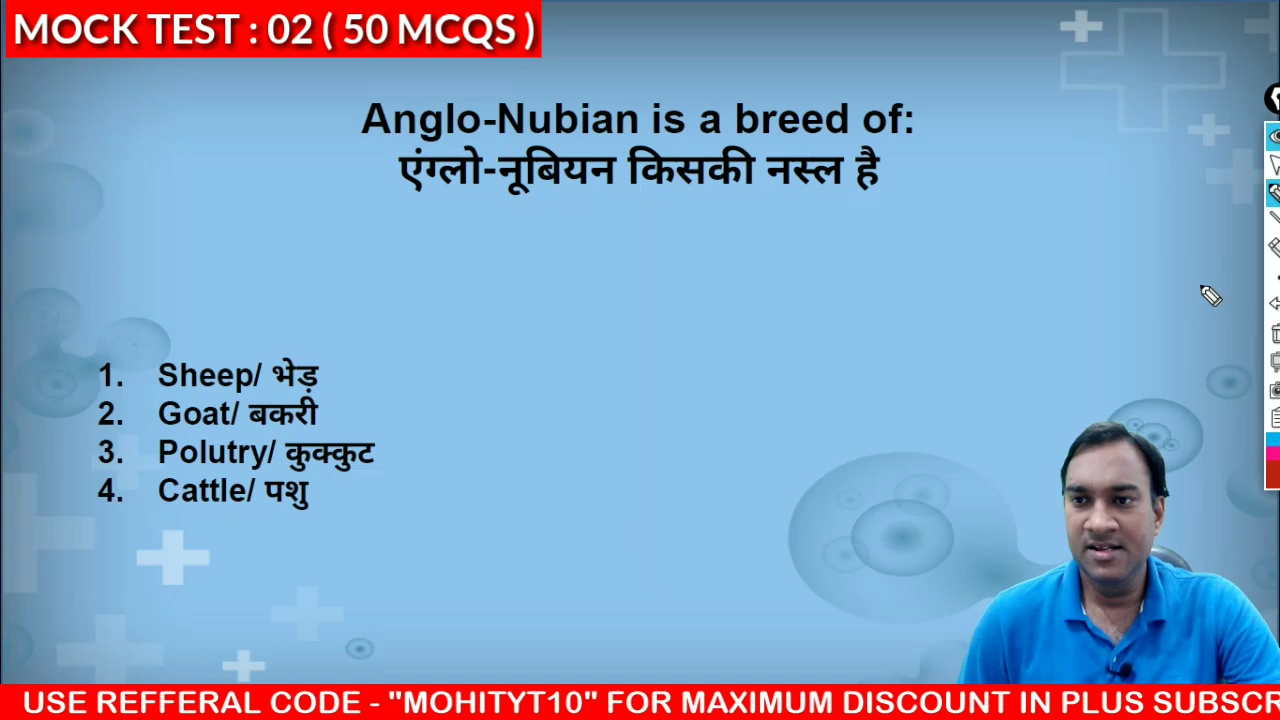 MOCK TEST : 02 ( 50 MCQS )
Anglo-Nubian is a breed of:
एंग्लो-नूबियन किसकी नस्ल है
1. Sheep/ भेड़
2. Goat/ बकरी
3. Polutry/ कुक्कुट
4. Cattle/ पशु
USE REFFERAL CODE - "MOHITYT10" FOR MAXIMUM DISCOUNT IN PLUS SUBSCR